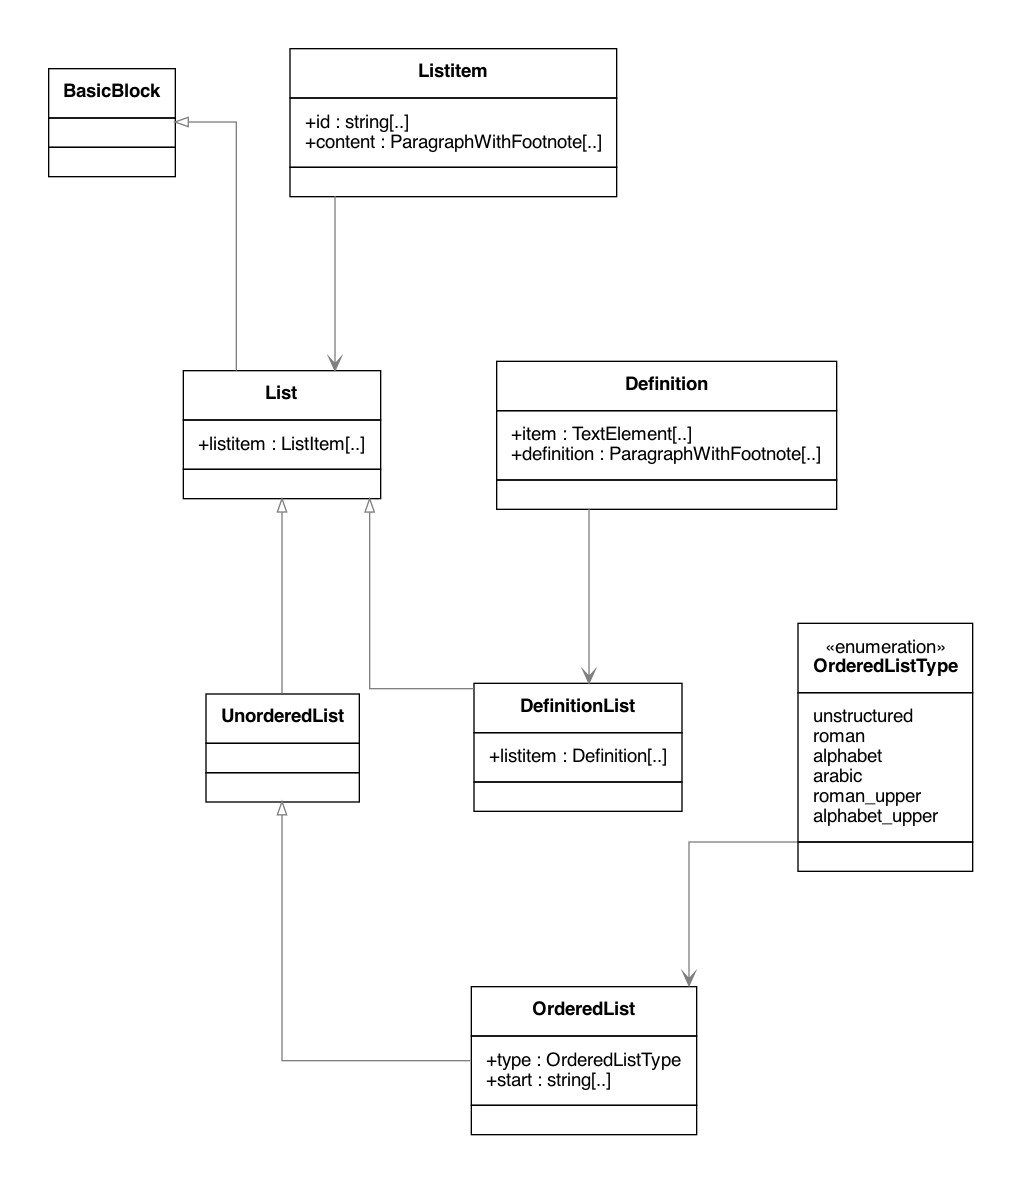 BasicBlock
Listitem
+id : string[..]
+content : ParagraphWithFootnote[..]
List
+listitem : ListItem[..]
Definition
+item : TextElement[..]
+definition : ParagraphWithFootnote[..]
UnorderedList
DefinitionList
+listitem : Definition[..]
«enumeration»
OrderedListType
unstructured
roman
alphabet
arabic
roman_upper
alphabet_upper
OrderedList
+type : OrderedListType
+start : string[..]